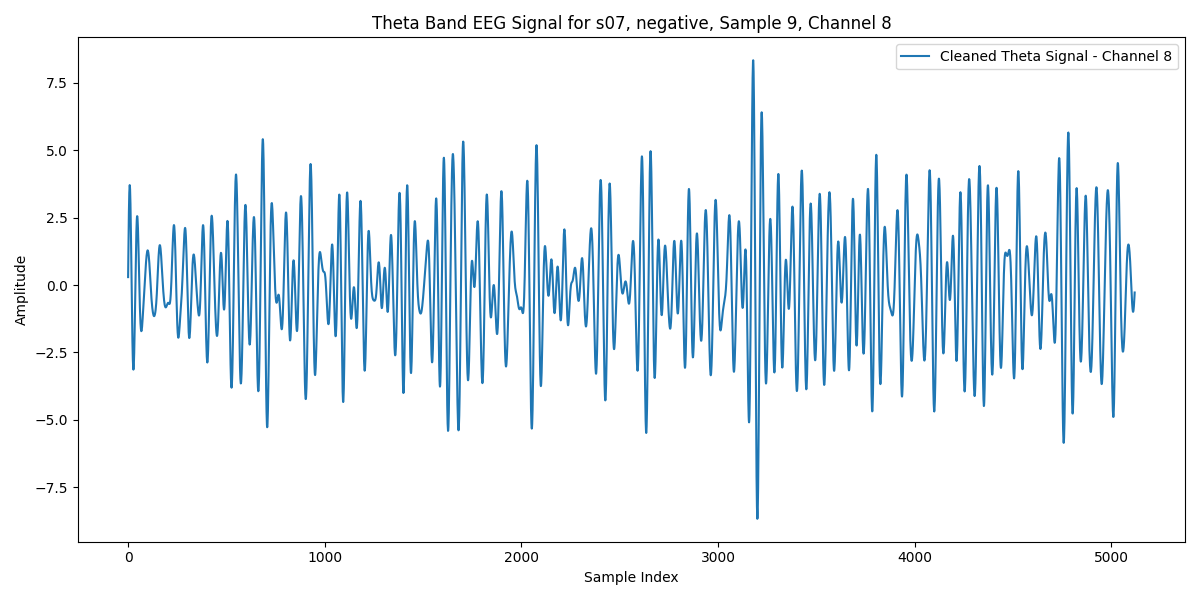 Theta Band EEG Signal for s07, negative, Sample 9, Channel 8
Cleaned Theta Signal - Channel 8
7.5
5.0
2.5
0.0
−2.5
−5.0
−7.5
Amplitude
0 1000 2000 3000 4000 5000
Sample Index